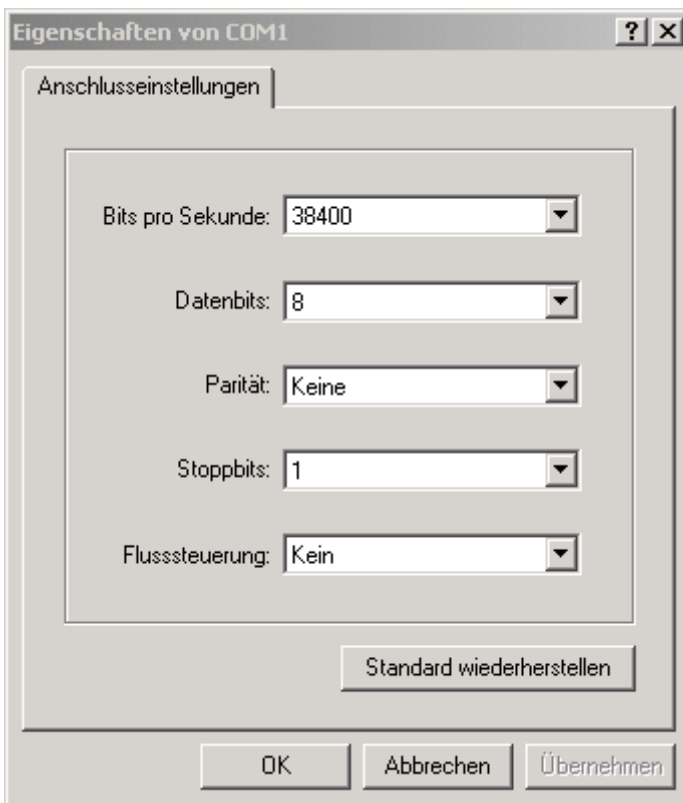 Eigenschaften von COM1
Anschlusseinstellungen
Bits pro Sekunde: 38400
Datenbits: 8
Parität: Keine
Stoppbits: 1
Flusssteuerung: Kein
Standard wiederherstellen
OK Abbrechen Übernehmen